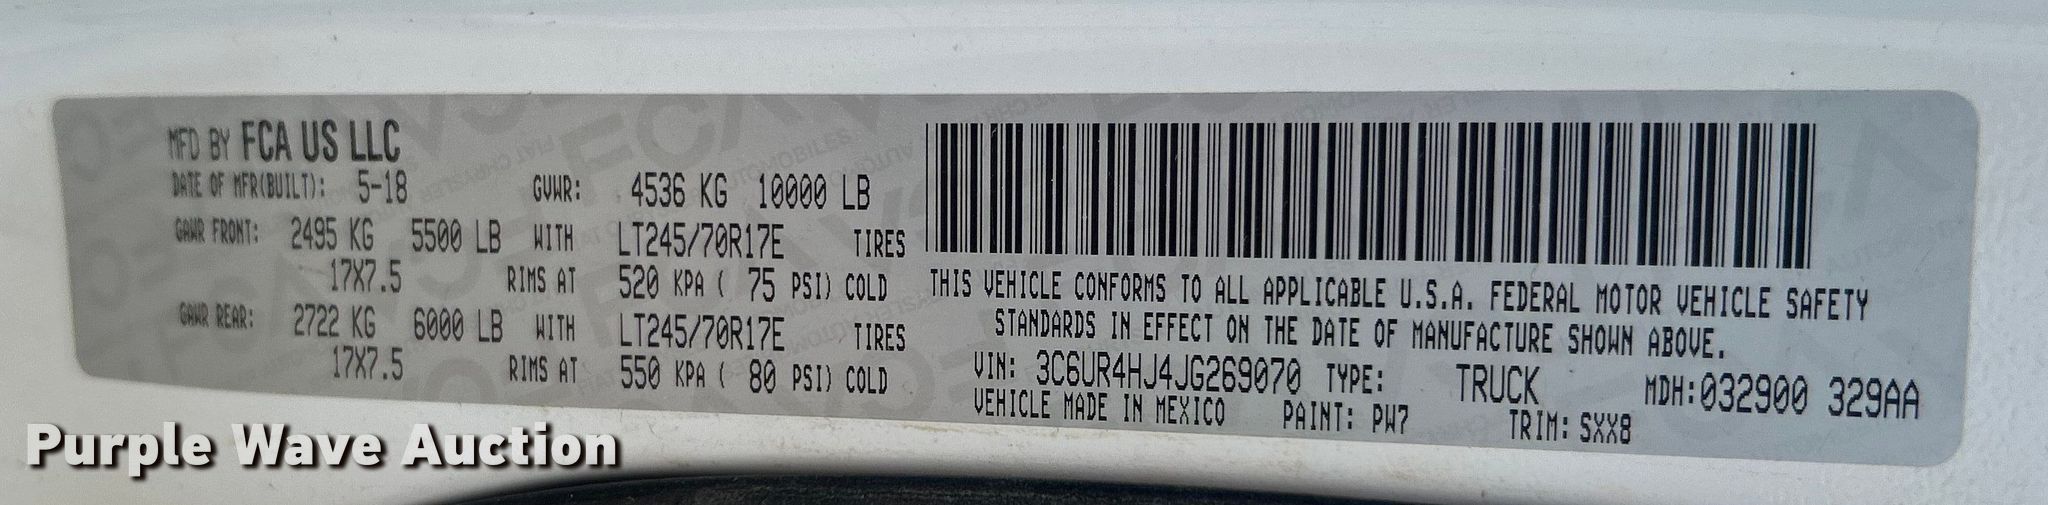 MFD BY FCA US LLC
DATE OF MFR(BUILT): 5-18 GVWR: 4536 KG 10000 LB
GAWR FRONT: 2495 KG 5500 LB WITH LT245/70R17E TIRES
17X7.5 RIMS AT 520 KPA ( 75 PSI) COLD
GAWR REAR: 2722 KG 6000 LB WITH LT245/70R17E TIRES
17X7.5 RIMS AT 550 KPA ( 80 PSI) COLD
THIS VEHICLE CONFORMS TO ALL APPLICABLE U.S.A. FEDERAL MOTOR VEHICLE SAFETY
STANDARDS IN EFFECT ON THE DATE OF MANUFACTURE SHOWN ABOVE.
VIN: 3C6UR4HJ4JG269070 TYPE: TRUCK MDH:032900 329AA
VEHICLE MADE IN MEXICO PAINT: PW7 TRIM: SXX8
Purple Wave Auction